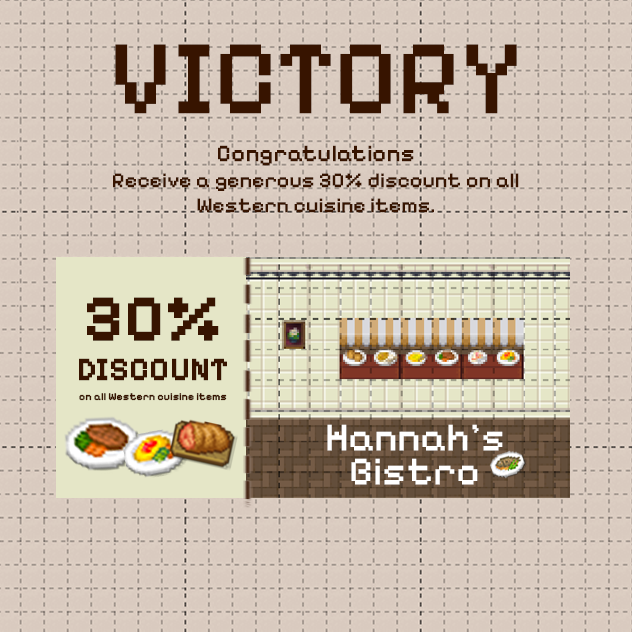 VICTORY
Congratulations
Receive a generous 30% discount on all
Western cuisine items.
30%
DISCOUNT
on all Western cuisine items
Hannah's
Bistro